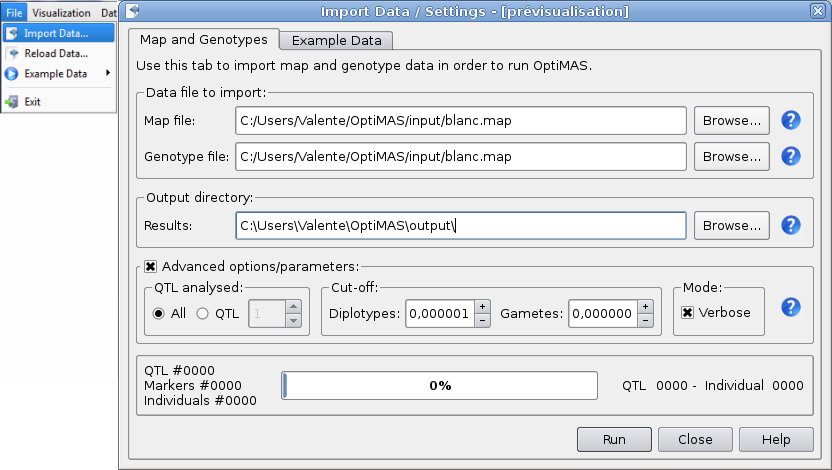 File Visualization Dat
Import Data...
Reload Data...
Example Data
Exit
Import Data / Settings - [prévisualisation]
Map and Genotypes Example Data
Use this tab to import map and genotype data in order to run OptiMAS.
Data file to import:
Map file: C:/Users/Valente/OptiMAS/input/blanc.map Browse... ?
Genotype file: C:/Users/Valente/OptiMAS/input/blanc.map Browse... ?
Output directory:
Results: C:\Users\Valente\OptiMAS\output\ Browse... ?
Advanced options/parameters:
QTL analysed: Cut-off: Mode:
All QTL 1 Diplotypes: 0,000001 Gametes: 0,000000 Verbose ?
QTL #0000
Markers #0000
Individuals #0000
0%
QTL 0000 - Individual 0000
Run Close Help